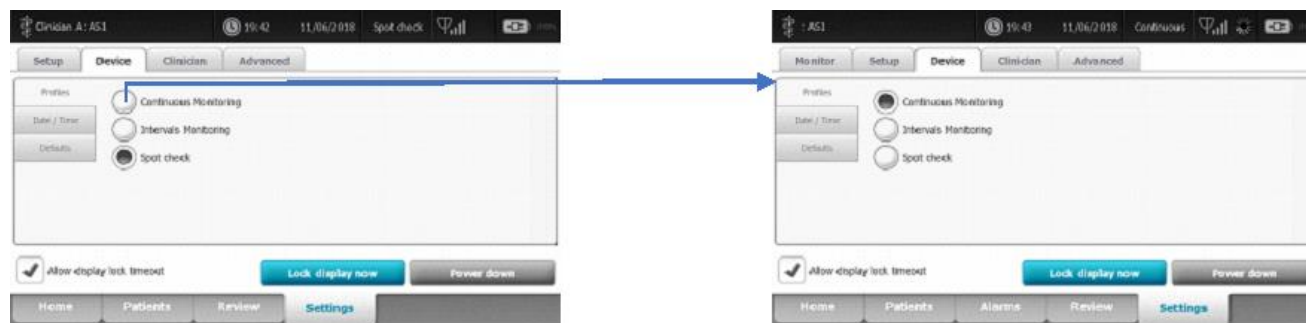 Clinician A: AS1 19:42 11/06/2018 Spot check
Setup Device Clinician Advanced
Profiles
Date / Time
Defaults
Continuous Monitoring
Intervals Monitoring
Spot check
Allow display lock timeout
Lock display now
Power down
Home Patients Review Settings
: AS1 19:43 11/06/2018 Continuous
Monitor Setup Device Clinician Advanced
Profiles
Date / Time
Defaults
Continuous Monitoring
Intervals Monitoring
Spot check
Allow display lock timeout
Lock display now
Power down
Home Patients Alarms Review Settings